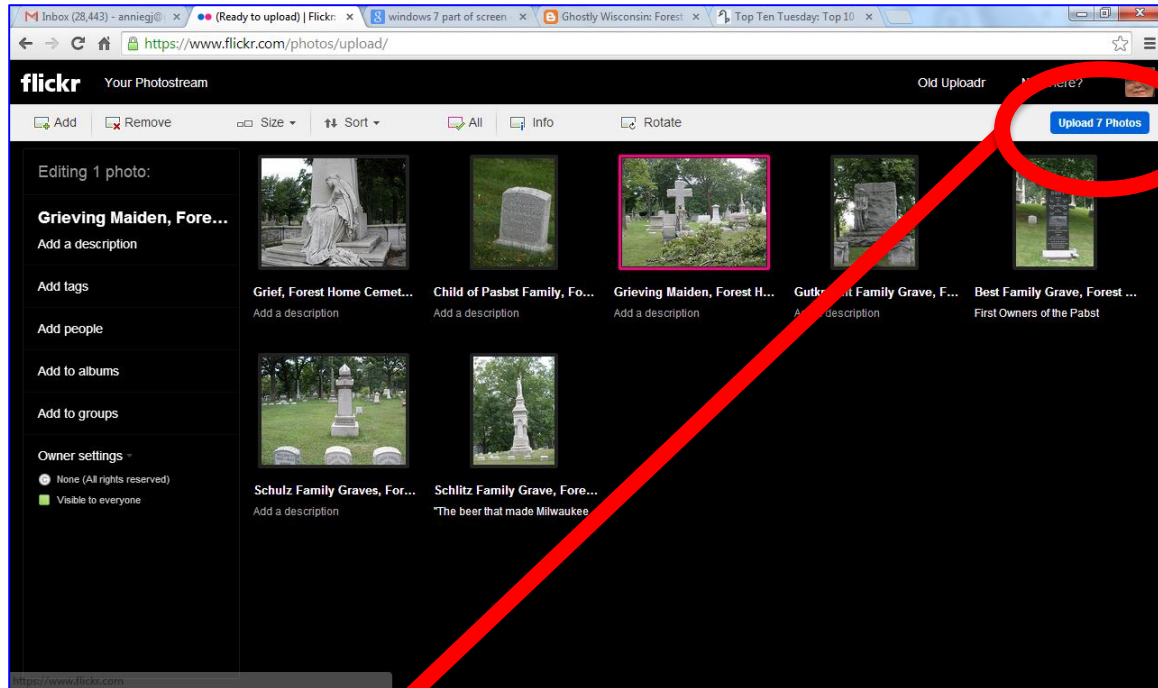 Inbox (28,443) - anniegj@ (Ready to upload) | Flickr: windows 7 part of screen Ghostly Wisconsin: Forest Top Ten Tuesday: Top 10
https://www.flickr.com/photos/upload/
flickr Your Photostream Old Uploadr
Add Remove Size Sort All Info Rotate Upload 7 Photos
Editing 1 photo:
Grieving Maiden, Fore...
Add a description
Add tags
Add people
Add to albums
Add to groups
Owner settings
None (All rights reserved)
Visible to everyone
Grief, Forest Home Cemet... Child of Pasbst Family, Fo... Grieving Maiden, Forest H... Family Grave, F... Best Family Grave, Forest ...
Add a description Add a description Add a description description First Owners of the Pabst
Schulz Family Graves, For... Schlitz Family Grave, Fore...
Add a description "The beer that made Milwaukee
https://www.flickr.com